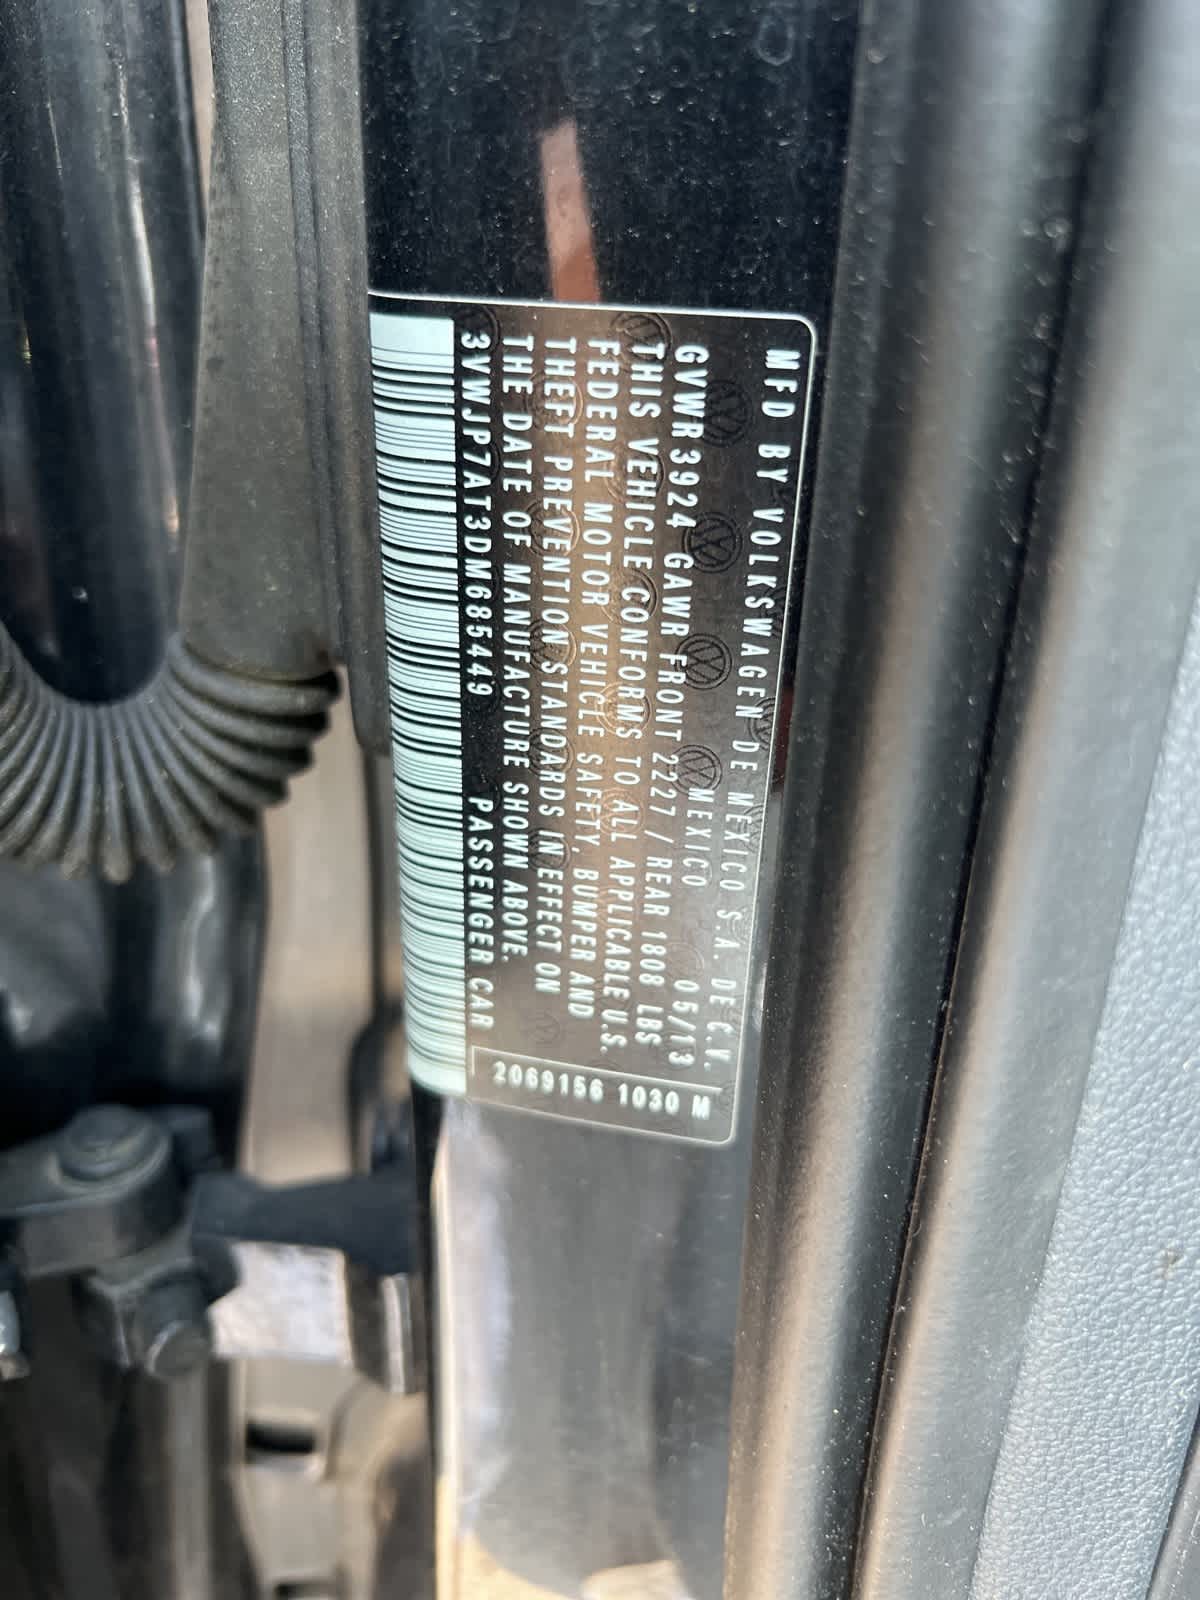 MFD BY VOLKSWAGEN DE MEXICO S.A. DE C.V.
MEXICO 05/13
GVWR 3924 GAWR FRONT 2227 / REAR 1808 LBS
THIS VEHICLE CONFORMS TO ALL APPLICABLE U.S.
FEDERAL MOTOR VEHICLE SAFETY, BUMPER AND
THEFT PREVENTION STANDARDS IN EFFECT ON
THE DATE OF MANUFACTURE SHOWN ABOVE.
3VWJP7AT3DM685449 PASSENGER CAR
2069156 1030 M